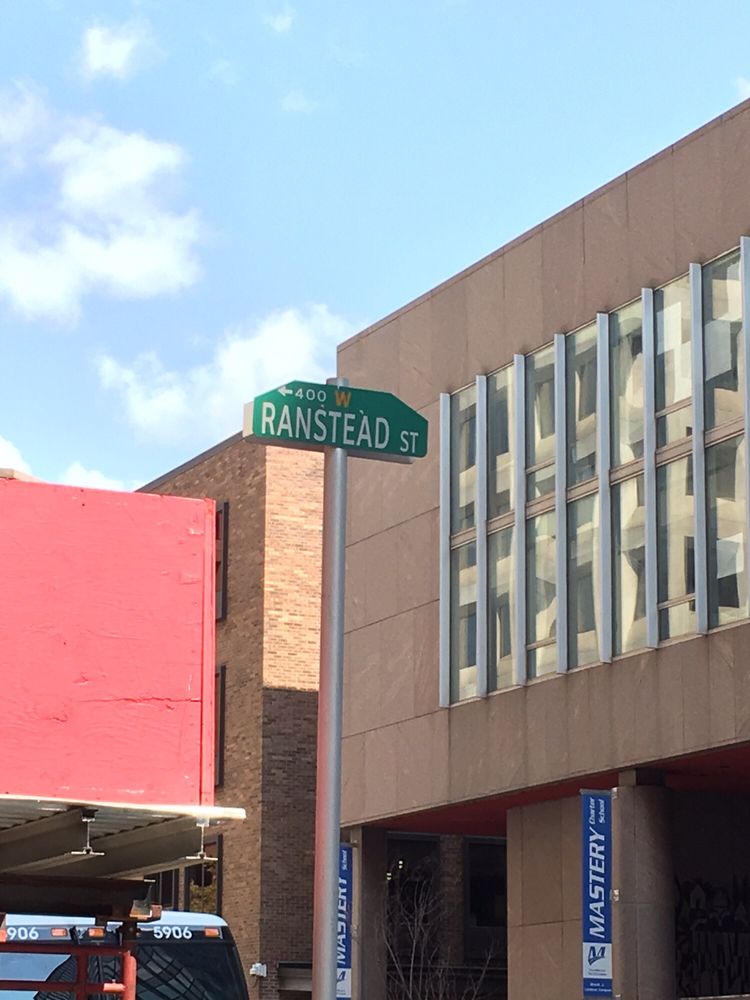 ←400 W
RANSTEAD ST
MASTERY Charter School
MASTERY
906
5906